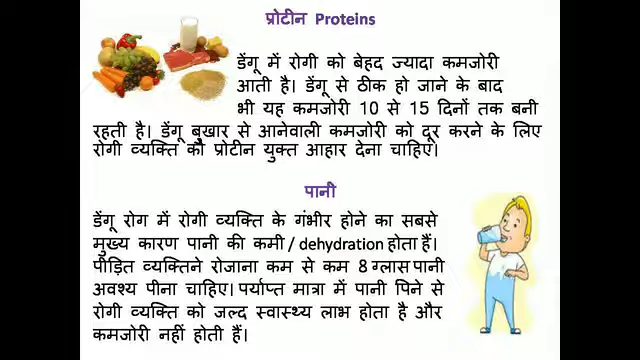 प्रोटीन Proteins
डेंगू में रोगी को बेहद ज्यादा कमजोरी
आती है। डेंगू से ठीक हो जाने के बाद
भी यह कमजोरी 10 से 15 दिनों तक बनी
रहती है। डेंगू बुखार से आनेवाली कमजोरी को दूर करने के लिए
रोगी व्यक्ति को प्रोटीन युक्त आहार देना चाहिए।
पानी
डेंगू रोग में रोगी व्यक्ति के गंभीर होने का सबसे
मुख्य कारण पानी की कमी / dehydration होता हैं।
पीड़ित व्यक्तिने रोजाना कम से कम 8 ग्लास पानी
अवश्य पीना चाहिए। पर्याप्त मात्रा में पानी पिने से
रोगी व्यक्ति को जल्द स्वास्थ्य लाभ होता है और
कमजोरी नहीं होती हैं।